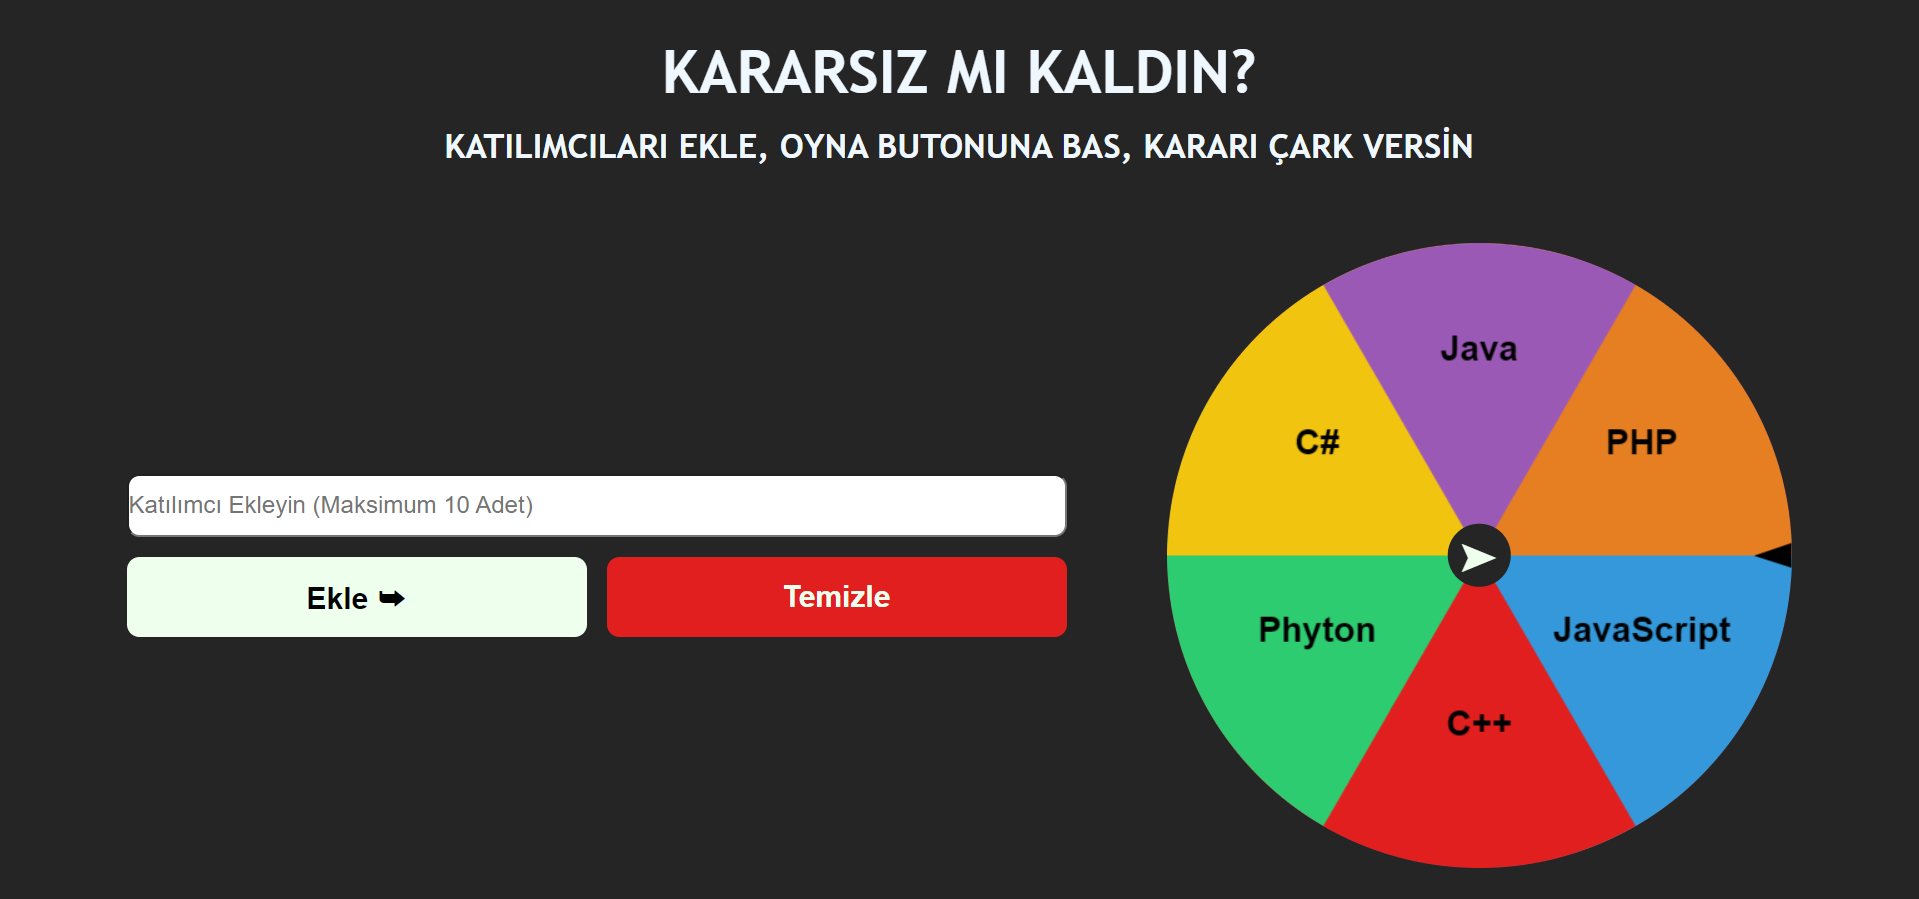 KARARSIZ MI KALDIN?
KATILIMCILARI EKLE, OYNA BUTONUNA BAS, KARARI ÇARK VERSİN
Katılımcı Ekleyin (Maksimum 10 Adet)
Ekle ➥
Temizle
Java
C#
PHP
Phyton
JavaScript
C++